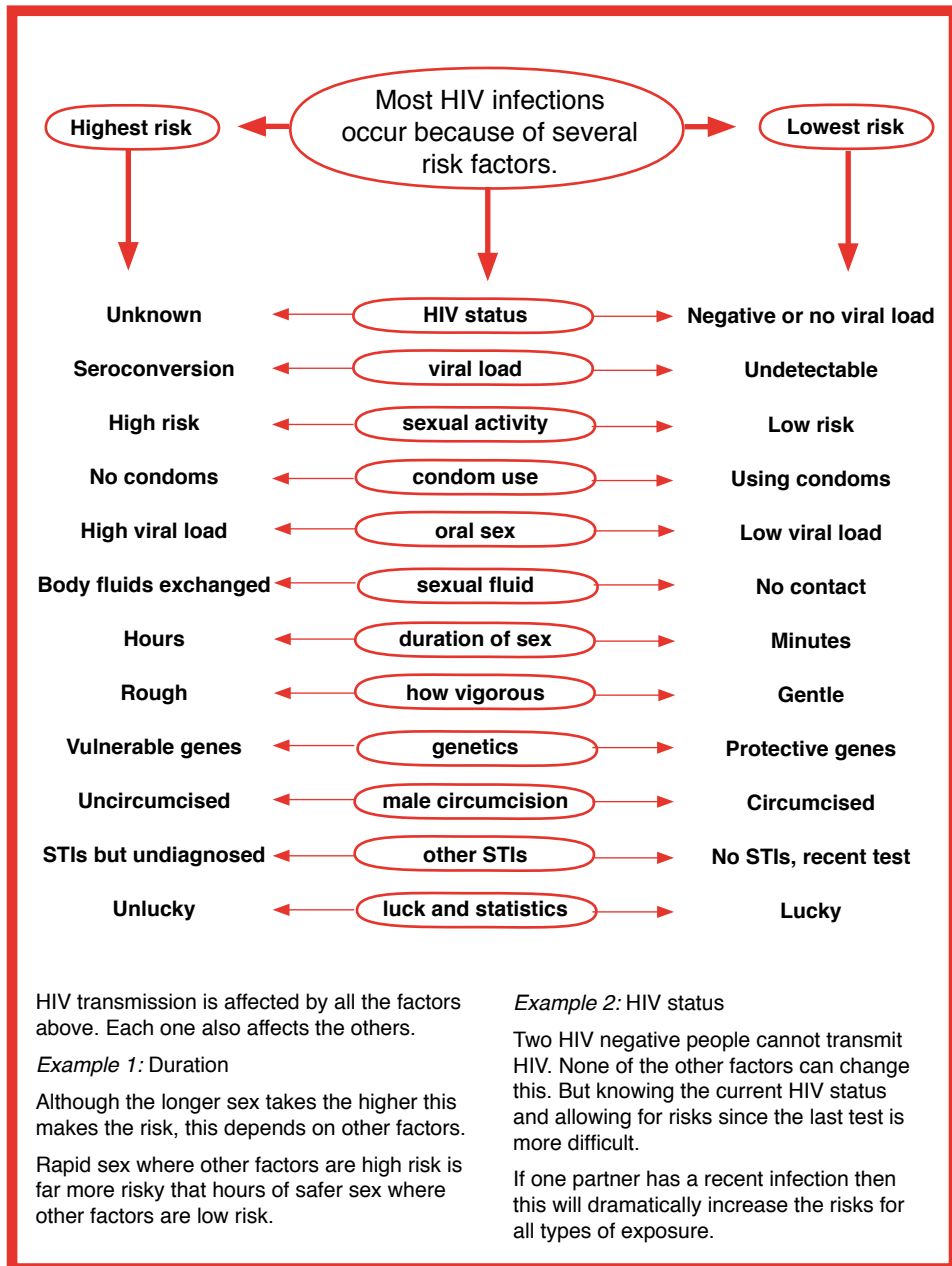 Most HIV infections
occur because of several
risk factors.
Highest risk
Lowest risk
Unknown
HIV status
Negative or no viral load
Seroconversion
viral load
Undetectable
High risk
sexual activity
Low risk
No condoms
condom use
Using condoms
High viral load
oral sex
Low viral load
Body fluids exchanged
sexual fluid
No contact
Hours
duration of sex
Minutes
Rough
how vigorous
Gentle
Vulnerable genes
genetics
Protective genes
Uncircumcised
male circumcision
Circumcised
STIs but undiagnosed
other STIs
No STIs, recent test
Unlucky
luck and statistics
Lucky
HIV transmission is affected by all the factors
above. Each one also affects the others.
Example 1: Duration
Although the longer sex takes the higher this
makes the risk, this depends on other factors.
Rapid sex where other factors are high risk is
far more risky that hours of safer sex where
other factors are low risk.
Example 2: HIV status
Two HIV negative people cannot transmit
HIV. None of the other factors can change
this. But knowing the current HIV status
and allowing for risks since the last test is
more difficult.
If one partner has a recent infection then
this will dramatically increase the risks for
all types of exposure.